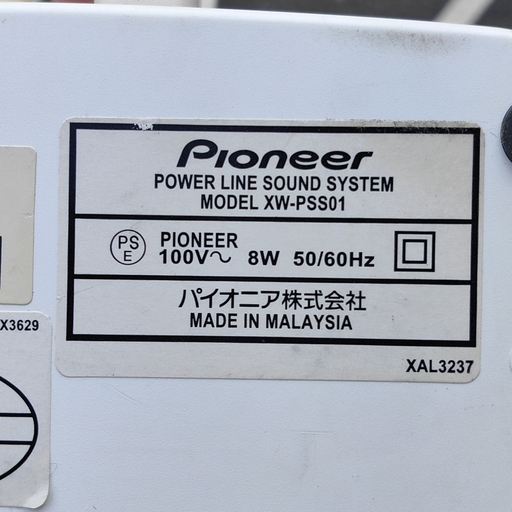 Pioneer
POWER LINE SOUND SYSTEM
MODEL XW-PSS01
PS
E
PIONEER
100V～ 8W 50/60Hz
パイオニア株式会社
MADE IN MALAYSIA
XAL3237
X3629